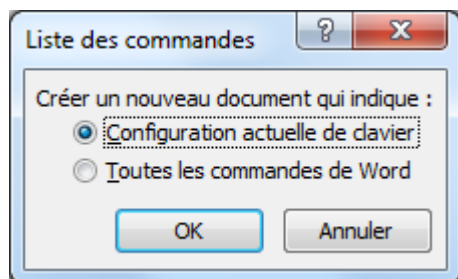 Liste des commandes
Créer un nouveau document qui indique :
Configuration actuelle de clavier
Toutes les commandes de Word
OK Annuler